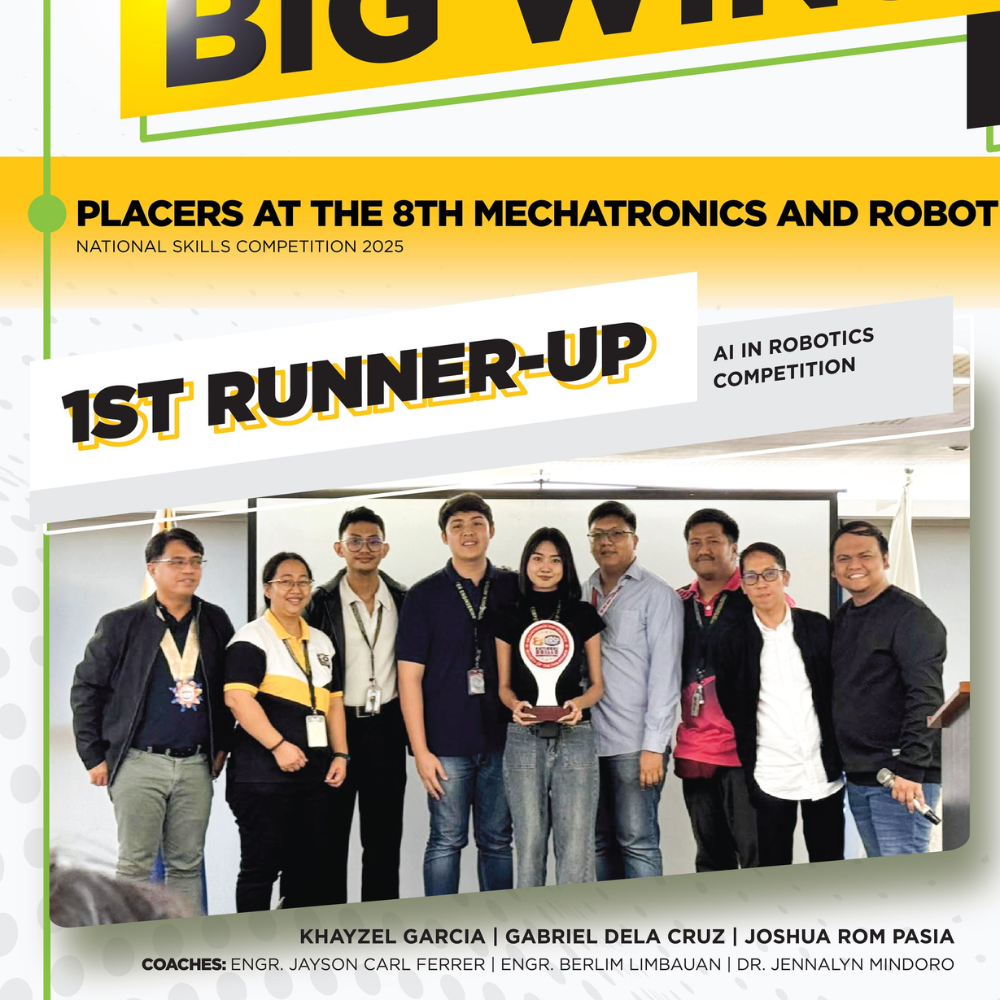 BIG
PLACERS AT THE 8TH MECHATRONICS AND ROBOT
NATIONAL SKILLS COMPETITION 2025
1ST RUNNER-UP
AI IN ROBOTICS
COMPETITION
KHAYZEL GARCIA | GABRIEL DELA CRUZ | JOSHUA ROM PASIA
COACHES: ENGR. JAYSON CARL FERRER | ENGR. BERLIM LIMBAUAN | DR. JENNALYN MINDORO